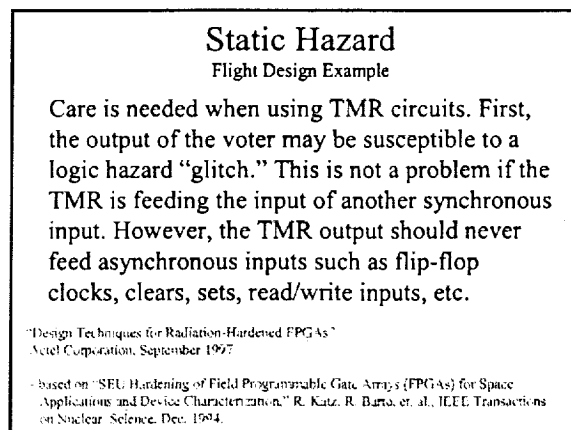 Static Hazard
Flight Design Example
Care is needed when using TMR circuits. First,
the output of the voter may be susceptible to a
logic hazard “glitch.” This is not a problem if the
TMR is feeding the input of another synchronous
input. However, the TMR output should never
feed asynchronous inputs such as flip-flop
clocks, clears, sets, read/write inputs, etc.
“Design Techniques for Radiation-Hardened FPGAs”
Actel Corporation, September 1997
- based on “SEU Hardening of Field Programmable Gate Arrays (FPGAs) for Space
Applications and Device Characterization,” R. Katz, R. Barto, et. al., IEEE Transactions
on Nuclear Science, Dec. 1994.